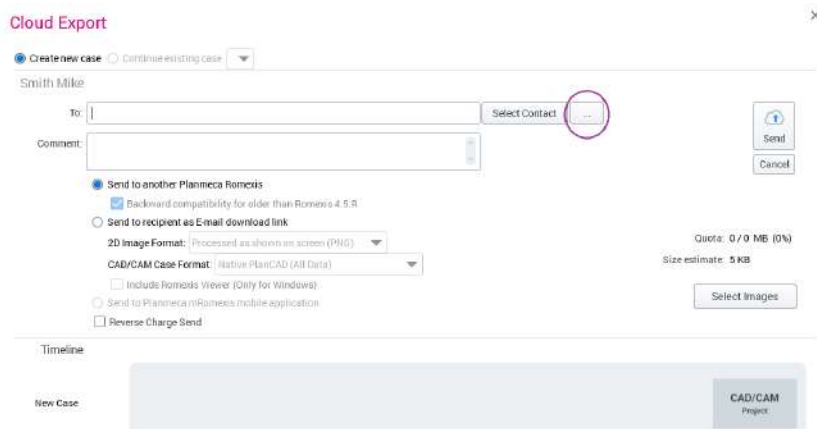 Cloud Export
Create new case Continue existing case
Smith Mike
To: Select Contact ...
Send
Comment:
Cancel
Send to another Planmeca Romexis
Backward compatibility for older than Romexis 4.5.R
Send to recipient as E-mail download link
2D Image Format: Processed as shown on screen (PNG)
Quota: 0/0 MB (0%)
CAD/CAM Case Format: Native PlanCAD (All Data)
Size estimate: 5 KB
Include Romexis Viewer (Only for Windows)
Select Images
Send to Planmeca mRomexis mobile application
Reverse Charge Send
Timeline
New Case
CAD/CAM
Project